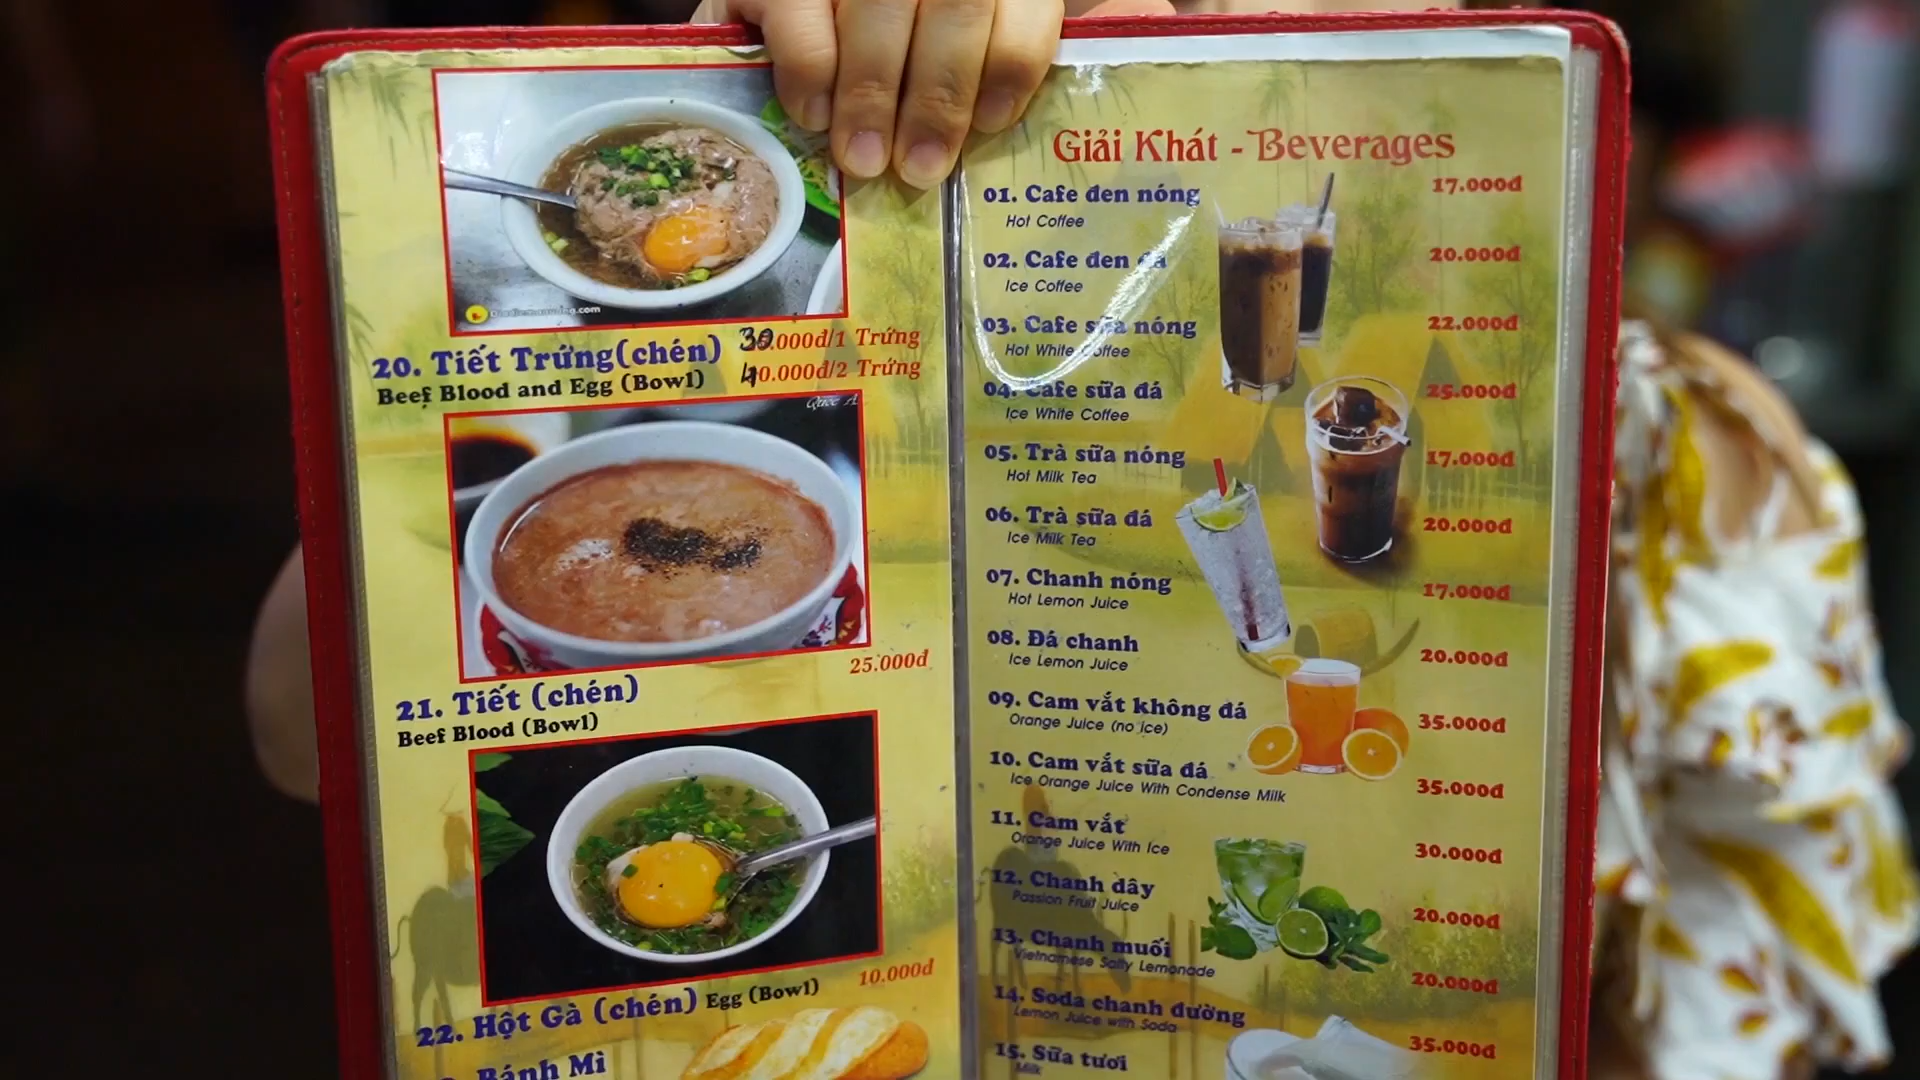 20. Tiết Trứng(chén)
30.000đ/1 Trứng
40.000đ/2 Trứng
Beef Blood and Egg (Bowl)
25.000đ
21. Tiết (chén)
Beef Blood (Bowl)
10.000đ
22. Hột Gà (chén) Egg (Bowl)
Bánh Mì
Giải Khát - Beverages
01. Cafe đen nóng 17.000đ
Hot Coffee
02. Cafe đen đá 20.000đ
Ice Coffee
03. Cafe sữa nóng 22.000đ
Hot White Coffee
04. Cafe sữa đá 25.000đ
Ice White Coffee
05. Trà sữa nóng 17.000đ
Hot Milk Tea
06. Trà sữa đá 20.000đ
Ice Milk Tea
07. Chanh nóng 17.000đ
Hot Lemon Juice
08. Đá chanh 20.000đ
Ice Lemon Juice
09. Cam vắt không đá 35.000đ
Orange Juice (no ice)
10. Cam vắt sữa đá 35.000đ
Ice Orange Juice With Condense Milk
11. Cam vắt 30.000đ
Orange Juice With Ice
12. Chanh dây 20.000đ
Passion Fruit Juice
13. Chanh muối 20.000đ
Vietnamese Salty Lemonade
14. Soda chanh đường 35.000đ
Lemon Juice with Soda
15. Sữa tươi
Milk